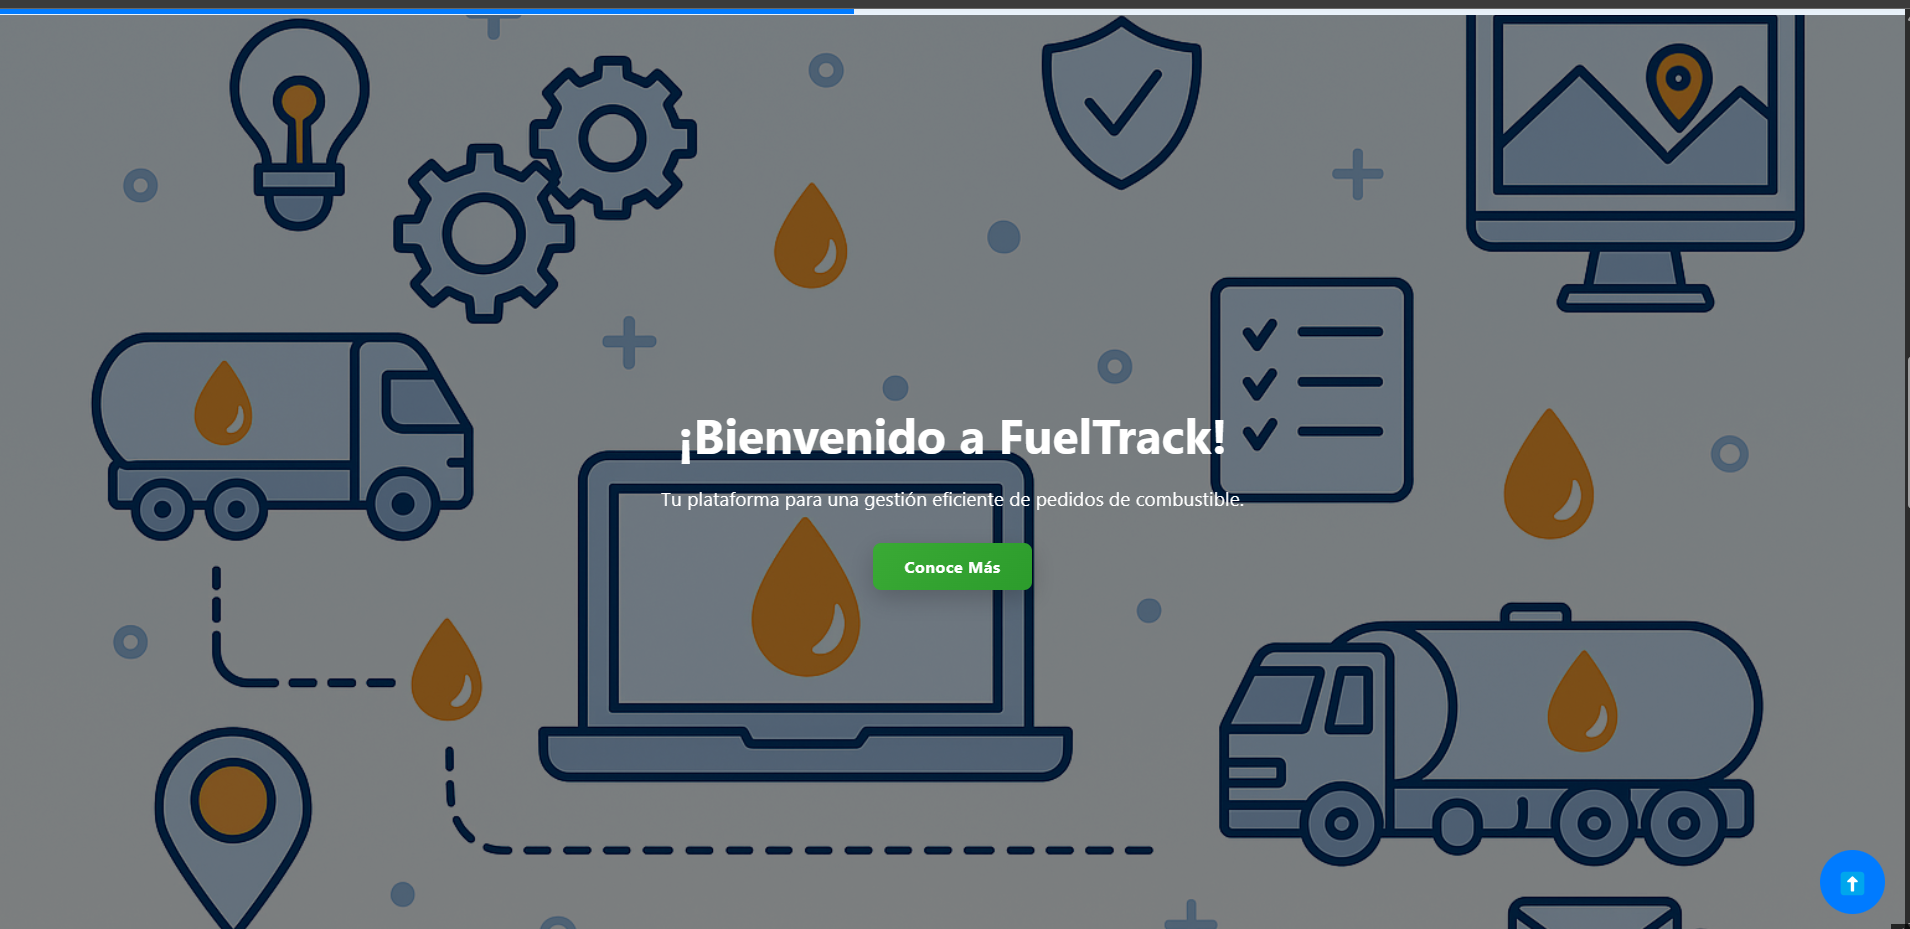 ¡Bienvenido a FuelTrack!
Tu plataforma para una gestión eficiente de pedidos de combustible.
Conoce Más